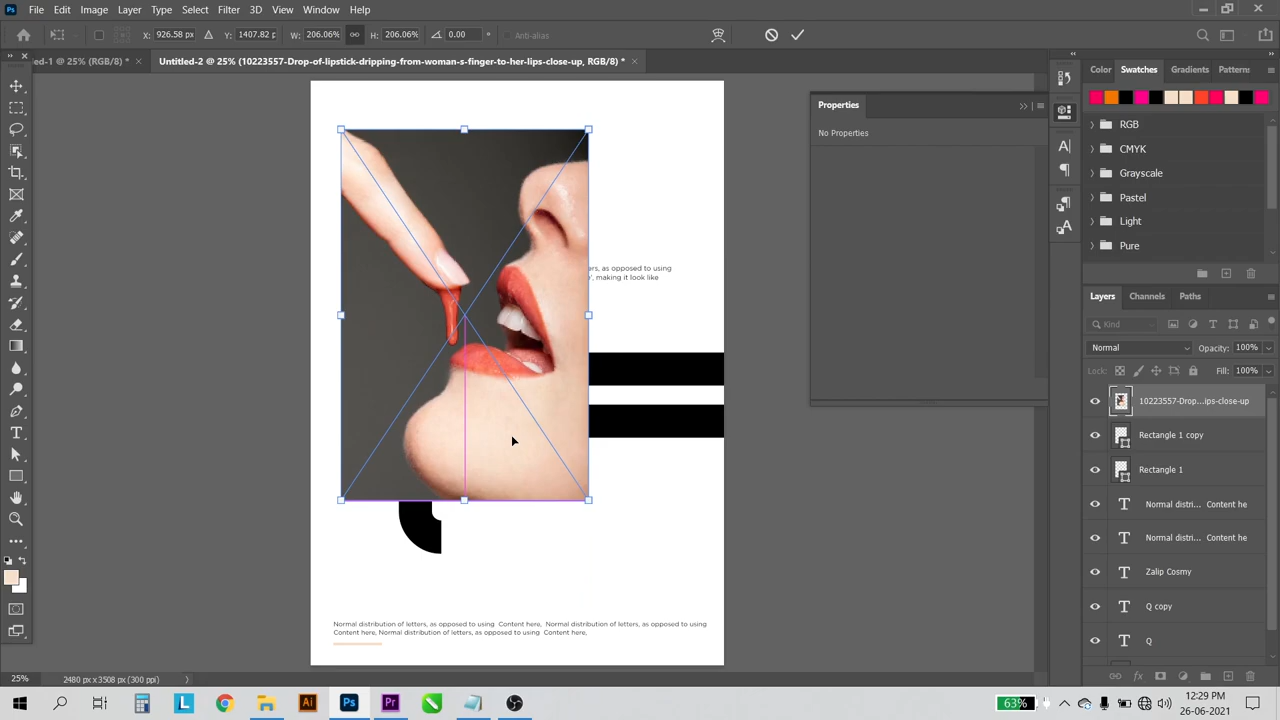 Ps File Edit Image Layer Type Select Filter 3D View Window Help
X: 926.58 p Y: 1407.82 p W: 206.06% H: 206.06% 0.00 ° Anti-alias
ed-1 (RGB/8) * × Untitled-2 @ 25% (10223557-Drop-of-lipstick-dripping-from-woman-s-finger-to-her-lips-close-up, RGB/8) * ×
Color Swatches Gradients Patterns
Properties
No Properties
RGB
CMYK
Grayscale
Pastel
Light
Pure
ers, as opposed to using
', making it look like
Layers Channels Paths
Kind
Normal Opacity: 100%
Lock: Fill: 100%
10223557-Drop...ips-close-up
Rectangle 1 copy
Rectangle 1
Normal distri... Content he
Normal distri... Content he
Zalip Cosmy
Q copy
Q
Normal distribution of letters, as opposed to using Content here, Normal distribution of letters, as opposed to using
Content here, Normal distribution of letters, as opposed to using Content here,
25% 2480 px x 3508 px (300 ppi)
L Ai Ps Pr
63%
12:29 PM
26-06-2021